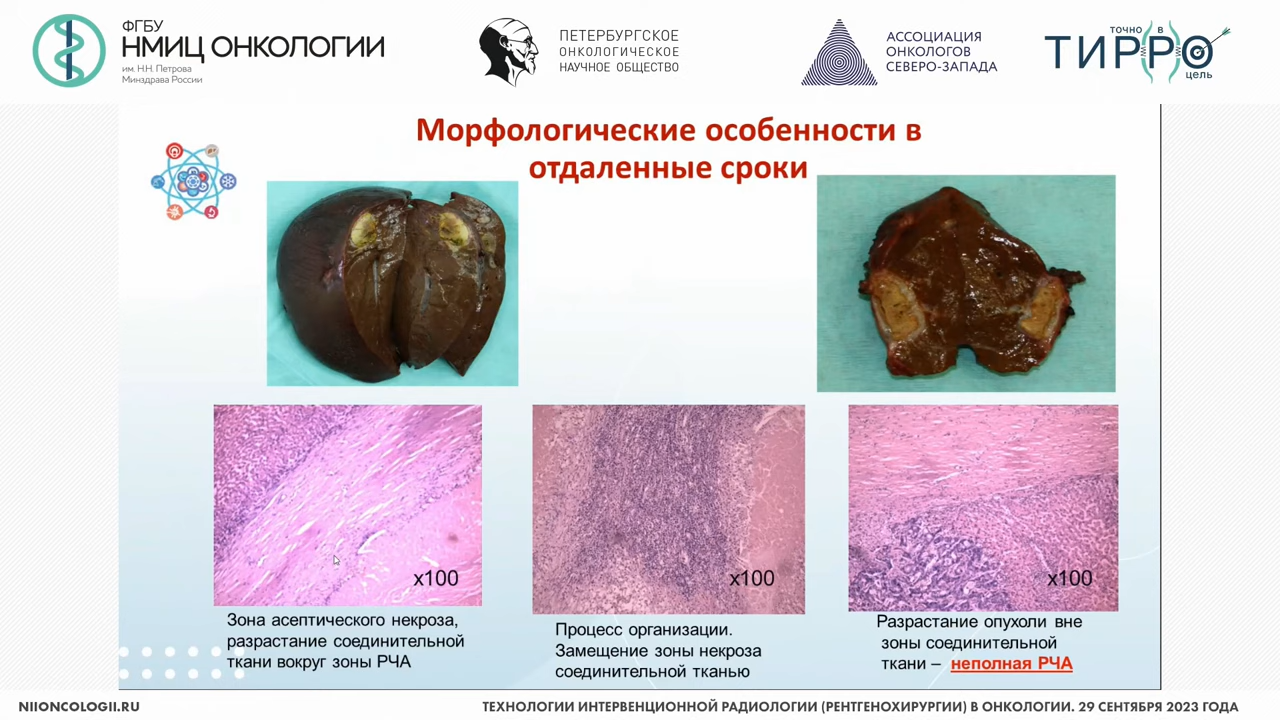 ФГБУ
НМИЦ ОНКОЛОГИИ
им. Н.Н. Петрова
Минздрава России
ПЕТЕРБУРГСКОЕ
ОНКОЛОГИЧЕСКОЕ
НАУЧНОЕ ОБЩЕСТВО
АССОЦИАЦИЯ
ОНКОЛОГОВ
СЕВЕРО-ЗАПАДА
ТОЧНО В
ТИРРО
цель
Морфологические особенности в
отдаленные сроки
x100
x100
x100
Зона асептического некроза,
разрастание соединительной
ткани вокруг зоны РЧА
Процесс организации.
Замещение зоны некроза
соединительной тканью
Разрастание опухоли вне
зоны соединительной
ткани – неполная РЧА
NIIONCOLOGII.RU
ТЕХНОЛОГИИ ИНТЕРВЕНЦИОННОЙ РАДИОЛОГИИ (РЕНТГЕНОХИРУРГИИ) В ОНКОЛОГИИ. 29 СЕНТЯБРЯ 2023 ГОДА